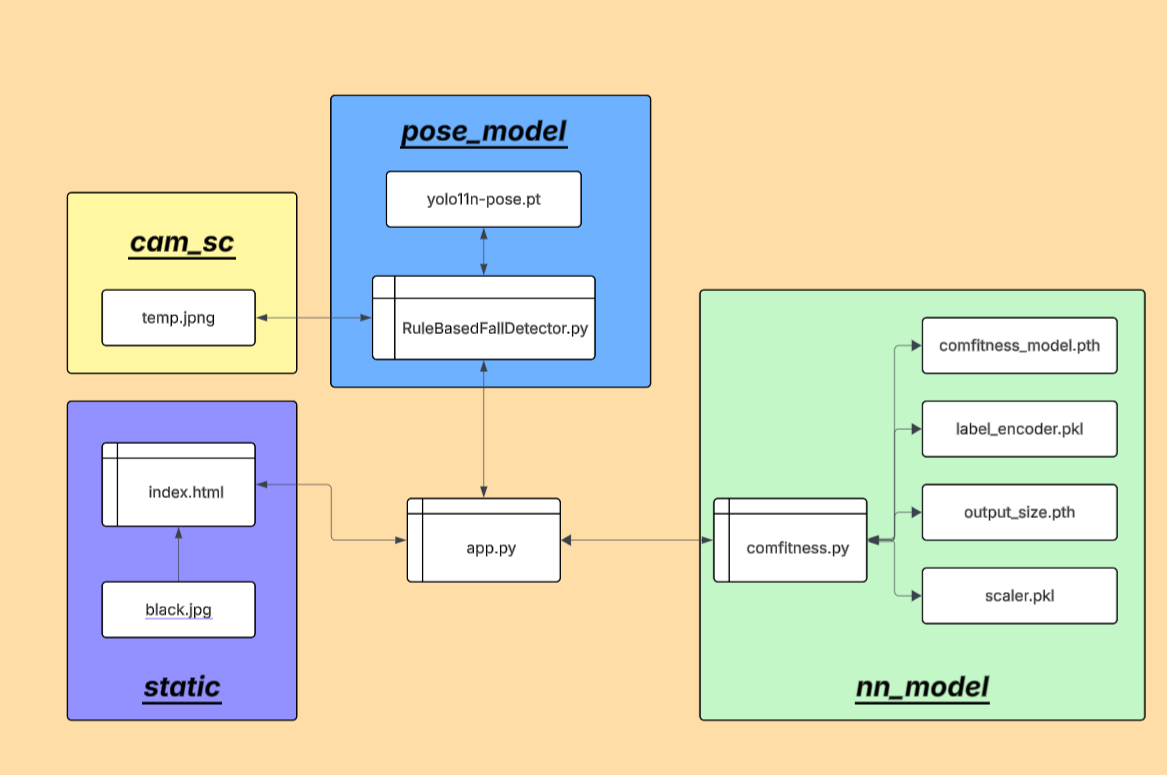 pose_model
yolo11n-pose.pt
RuleBasedFallDetector.py
cam_sc
temp.jpng
index.html
black.jpg
static
app.py
comfitness.py
comfitness_model.pth
label_encoder.pkl
output_size.pth
scaler.pkl
nn_model